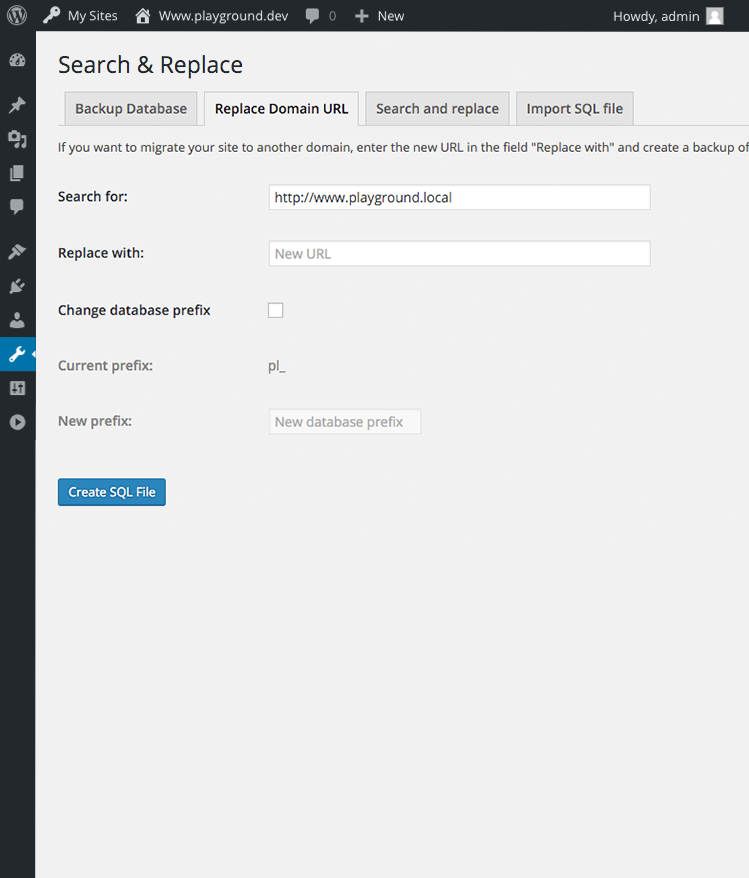 My Sites Www.playground.dev 0 New Howdy, admin
Search & Replace
Backup Database Replace Domain URL Search and replace Import SQL file
If you want to migrate your site to another domain, enter the new URL in the field "Replace with" and create a backup of
Search for: http://www.playground.local
Replace with: New URL
Change database prefix
Current prefix: pl_
New prefix: New database prefix
Create SQL File